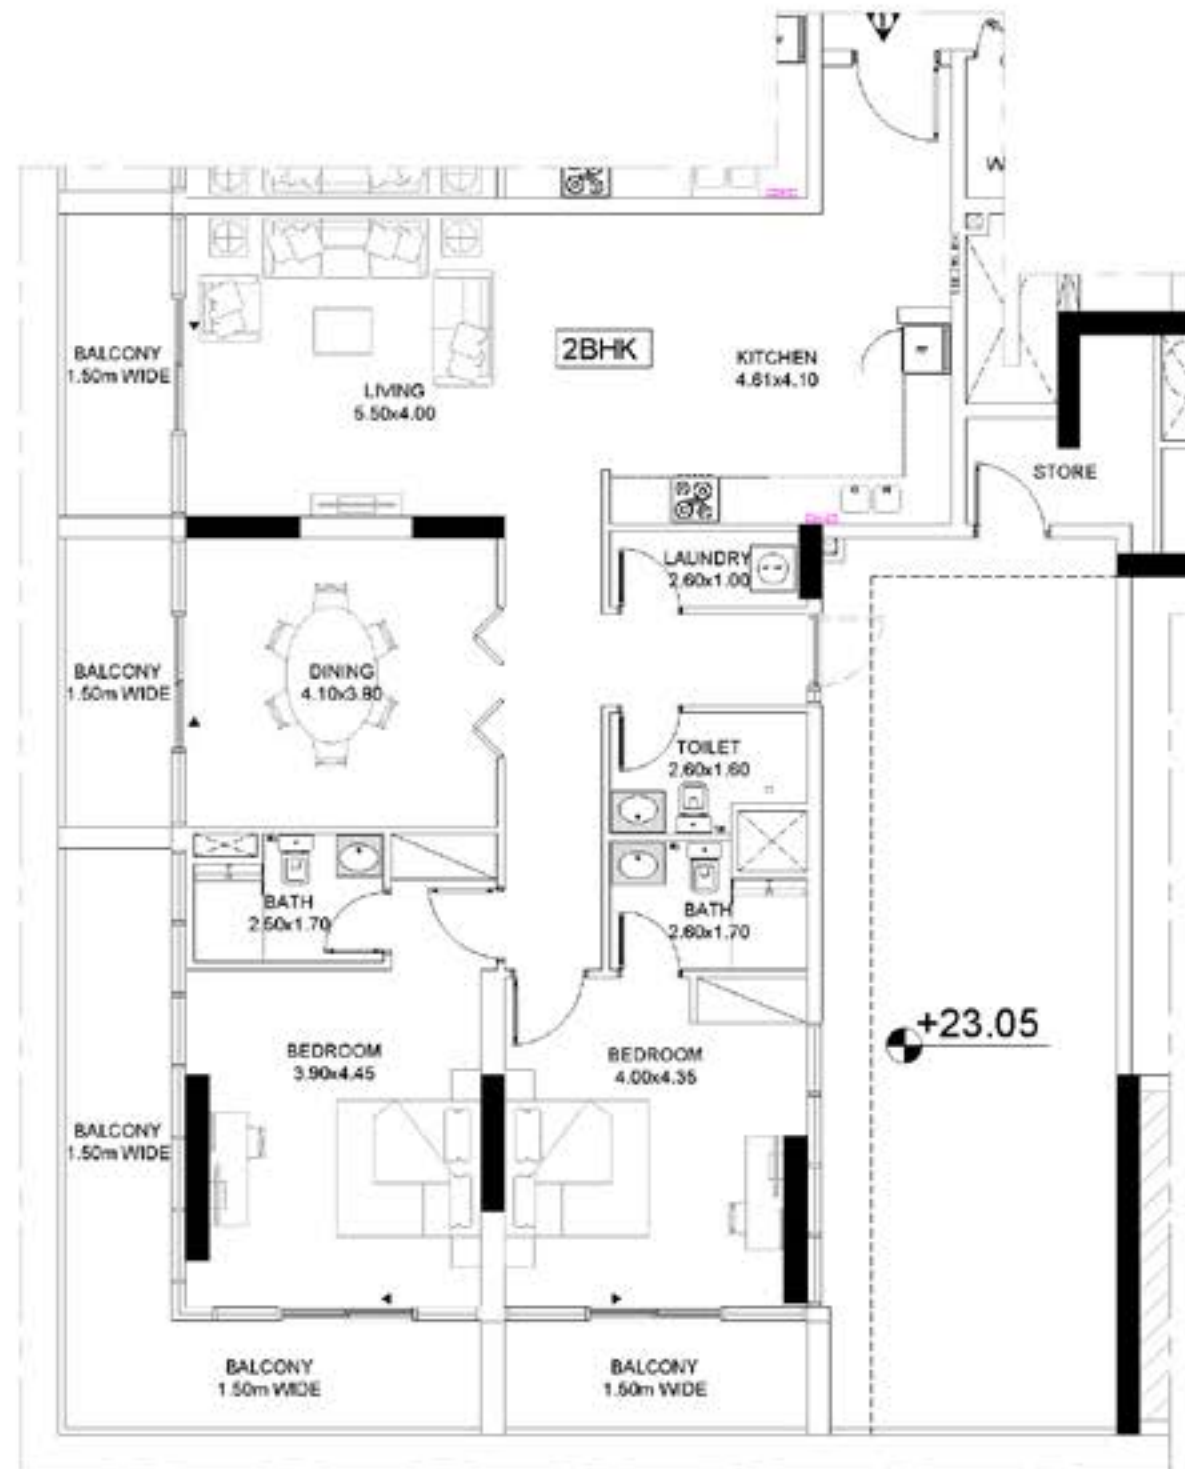 BALCONY
1.50m WIDE
LIVING
5.50x4.00
2BHK
KITCHEN
4.61x4.10
STORE
LAUNDRY
2.60x1.00
BALCONY
1.50m WIDE
DINING
4.10x3.80
TOILET
2.60x1.60
BATH
2.50x1.70
BATH
2.60x1.70
+23.05
BEDROOM
3.90x4.45
BEDROOM
4.00x4.35
BALCONY
1.50m WIDE
BALCONY
1.50m WIDE
BALCONY
1.50m WIDE